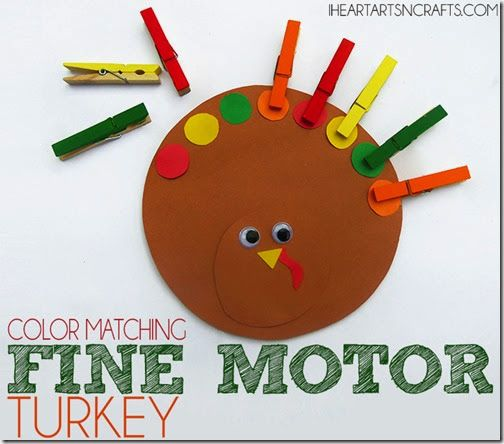 IHEARTARTSNCRAFTS.COM
COLOR MATCHING
FINE MOTOR
TURKEY